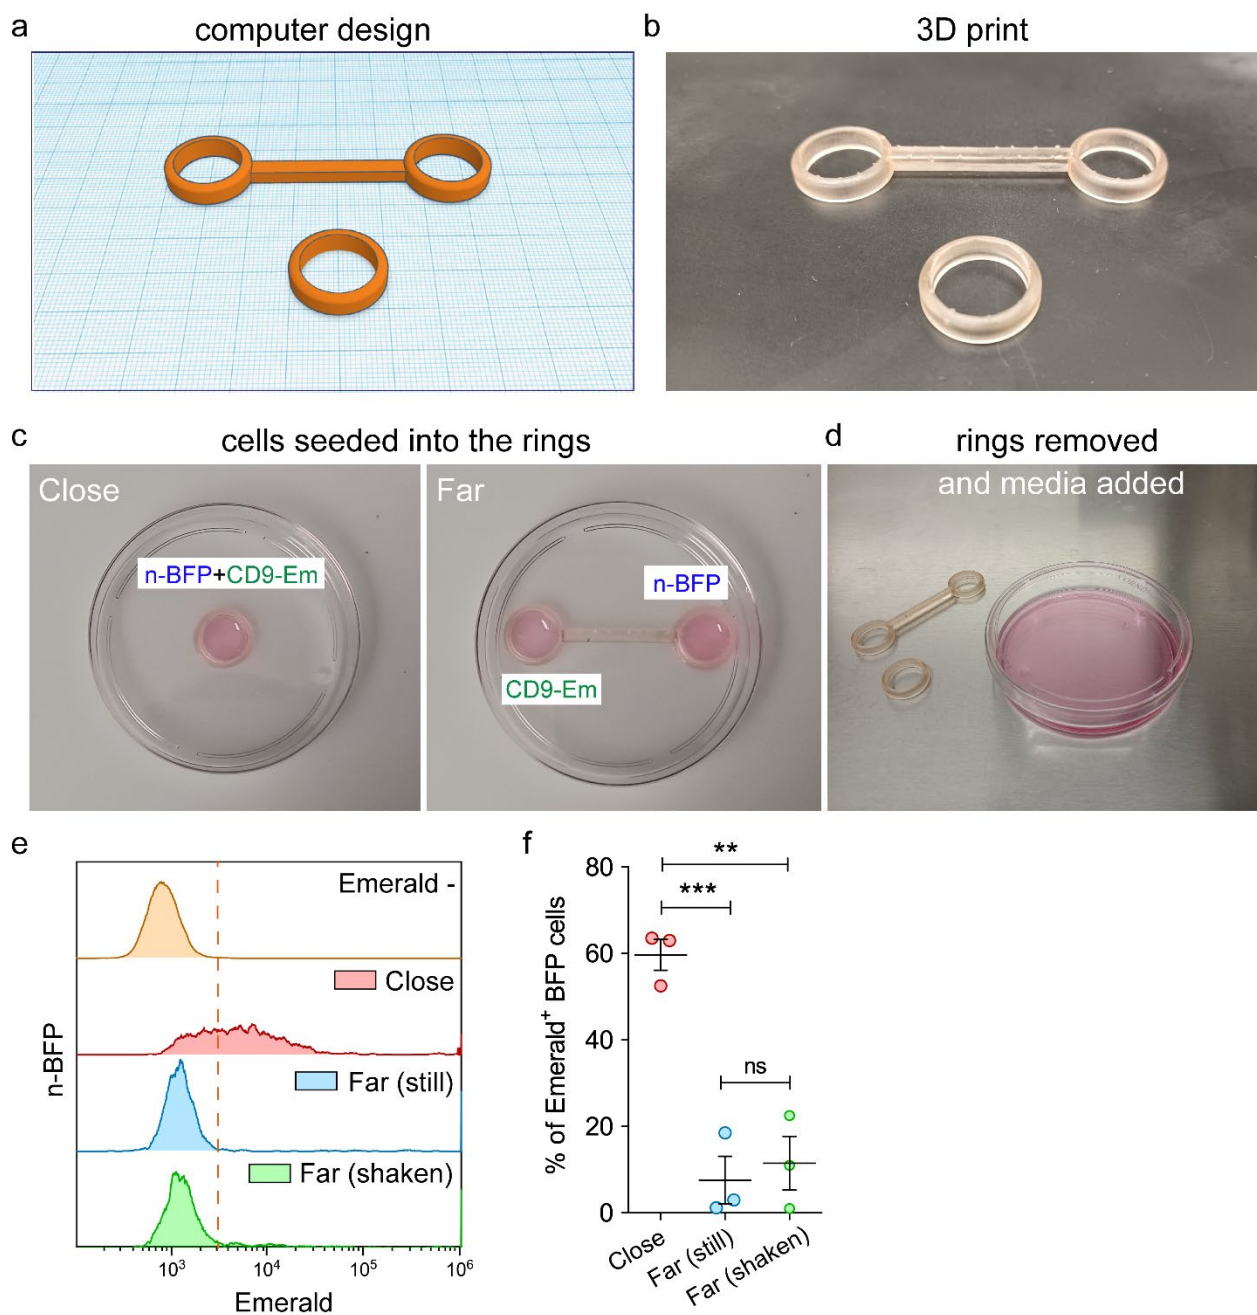 a
computer design
b
3D print
c
cells seeded into the rings
Close
n-BFP+CD9-Em
Far
n-BFP
CD9-Em
d
rings removed
and media added
e
Emerald -
Close
Far (still)
Far (shaken)
n-BFP
10³
10⁴
10⁵
10⁶
Emerald
f
**
***
ns
80
60
40
20
0
% of Emerald⁺ BFP cells
Close
Far (still)
Far (shaken)